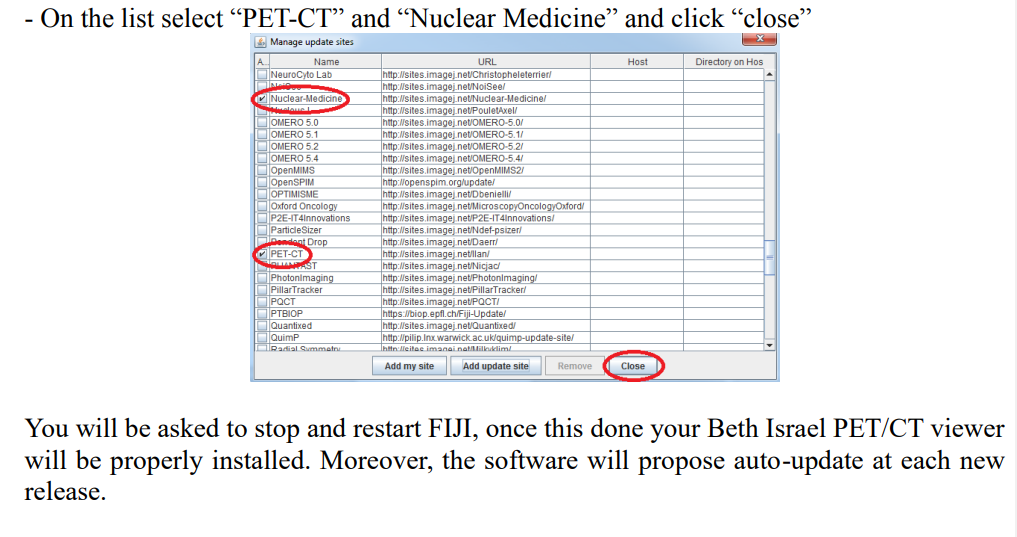 - On the list select “PET-CT” and “Nuclear Medicine” and click “close”
Manage update sites
A... Name URL Host Directory on Hos
NeuroCyto Lab http://sites.imagej.net/Christopheleterrier/
NoiSee http://sites.imagej.net/NoiSee/
Nuclear-Medicine http://sites.imagej.net/Nuclear-Medicine/
http://sites.imagej.net/PouletAxel/
OMERO 5.0 http://sites.imagej.net/OMERO-5.0/
OMERO 5.1 http://sites.imagej.net/OMERO-5.1/
OMERO 5.2 http://sites.imagej.net/OMERO-5.2/
OMERO 5.4 http://sites.imagej.net/OMERO-5.4/
OpenMIMS http://sites.imagej.net/OpenMIMS2/
OpenSPIM http://openspim.org/update/
OPTIMISME http://sites.imagej.net/Dbenielli/
Oxford Oncology http://sites.imagej.net/MicroscopyOncologyOxford/
P2E-IT4Innovations http://sites.imagej.net/P2E-IT4Innovations/
ParticleSizer http://sites.imagej.net/Ndef-psizer/
Pendent Drop http://sites.imagej.net/Daerr/
PET-CT http://sites.imagej.net/Ilan/
PHANTAST http://sites.imagej.net/Nicjac/
PhotonImaging http://sites.imagej.net/PhotonImaging/
PillarTracker http://sites.imagej.net/PillarTracker/
PQCT http://sites.imagej.net/PQCT/
PTBIOP https://biop.epfl.ch/Fiji-Update/
Quantixed http://sites.imagej.net/Quantixed/
QuimP http://pilip.lnx.warwick.ac.uk/quimp-update-site/
Radial Symmetry http://sites.imagej.net/Milkyklim/
Add my site Add update site Remove Close
You will be asked to stop and restart FIJI, once this done your Beth Israel PET/CT viewer
will be properly installed. Moreover, the software will propose auto-update at each new
release.